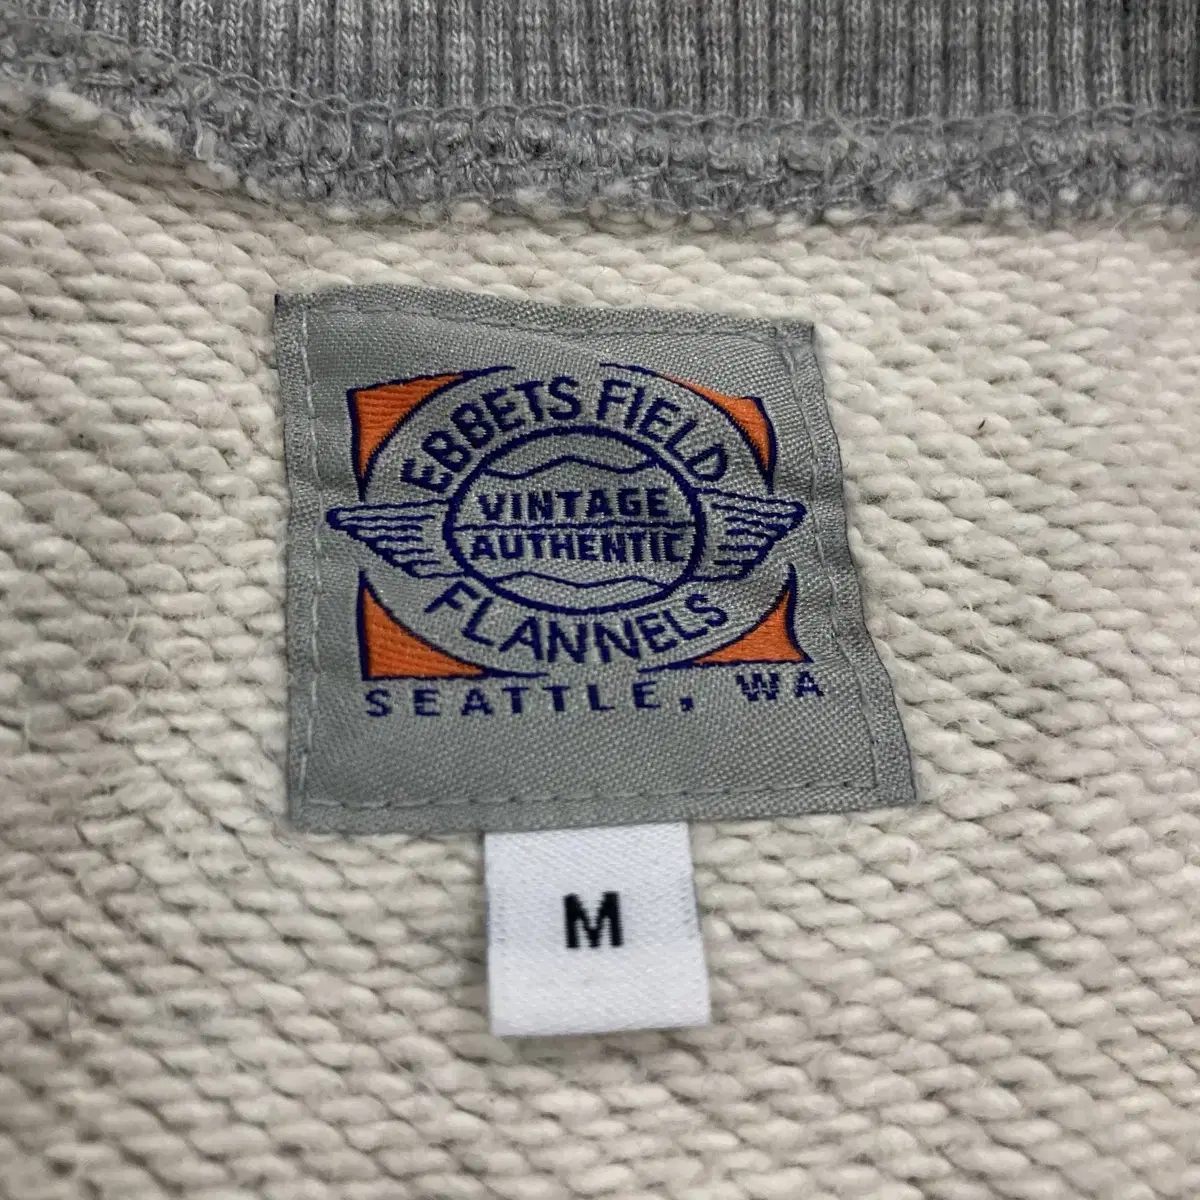 EBBETS FIELD
VINTAGE
AUTHENTIC
FLANNELS
SEATTLE, WA
M